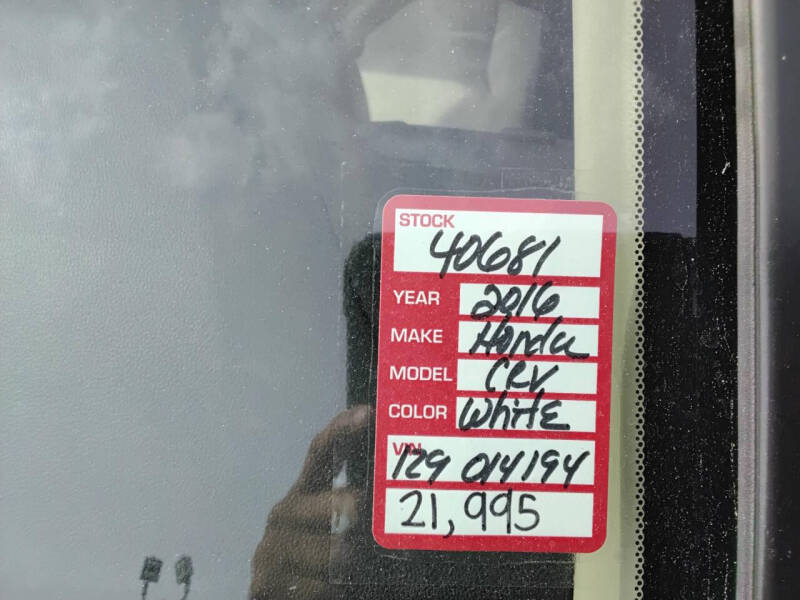 STOCK
40681
YEAR 2016
MAKE Honda
MODEL CRV
COLOR White
VIN
129 014194
21,995